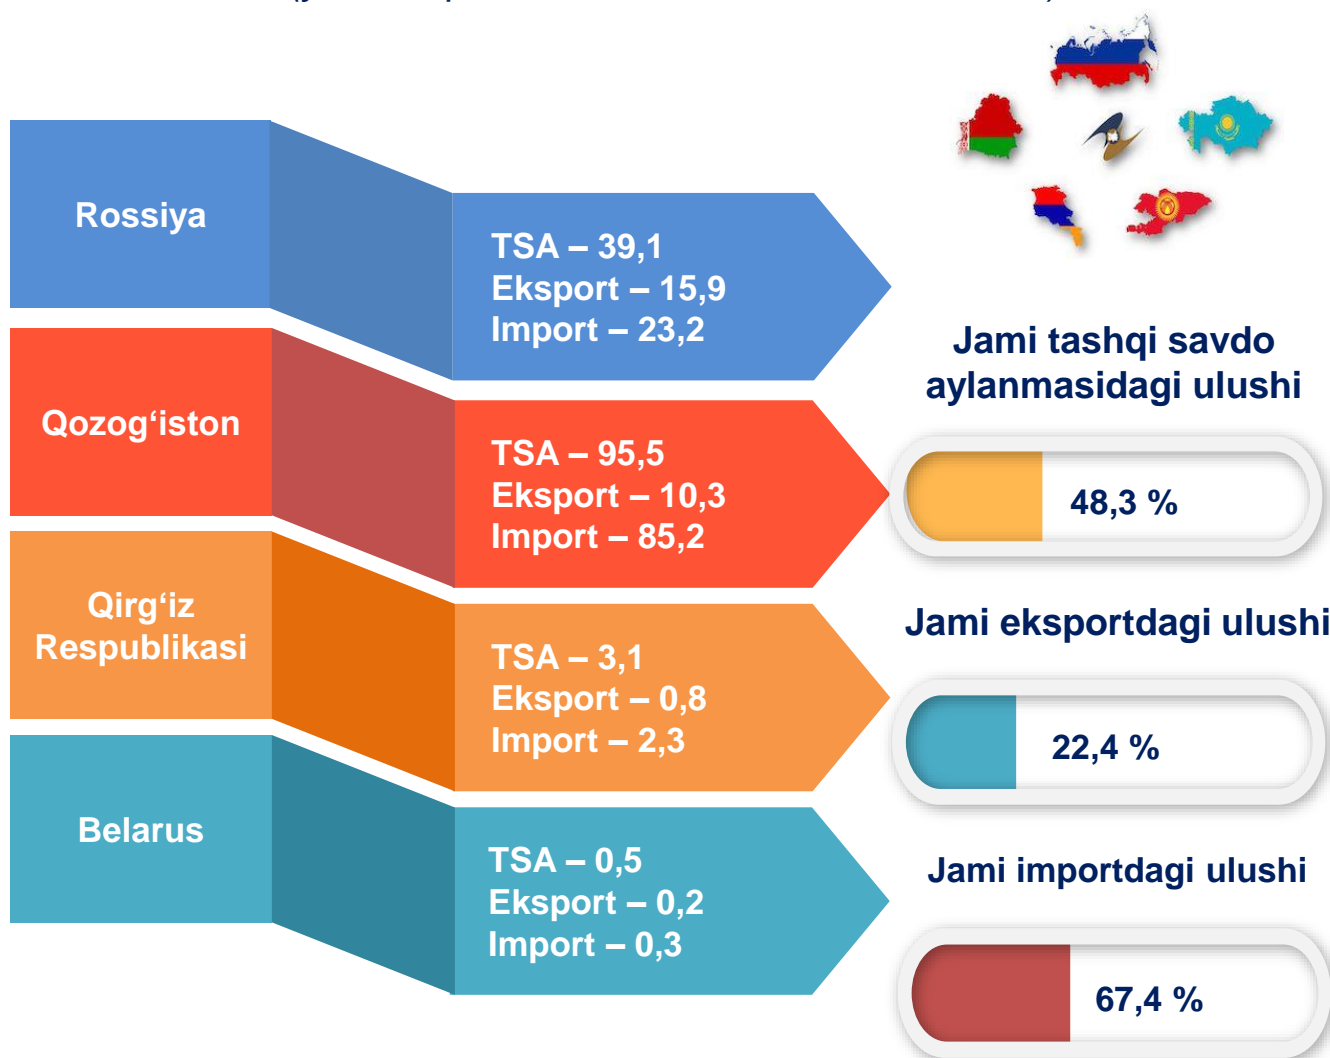 Rossiya
TSA – 39,1
Eksport – 15,9
Import – 23,2
Qozog‘iston
TSA – 95,5
Eksport – 10,3
Import – 85,2
Qirg‘iz
Respublikasi
TSA – 3,1
Eksport – 0,8
Import – 2,3
Belarus
TSA – 0,5
Eksport – 0,2
Import – 0,3
Jami tashqi savdo
aylanmasidagi ulushi
48,3 %
Jami eksportdagi ulushi
22,4 %
Jami importdagi ulushi
67,4 %